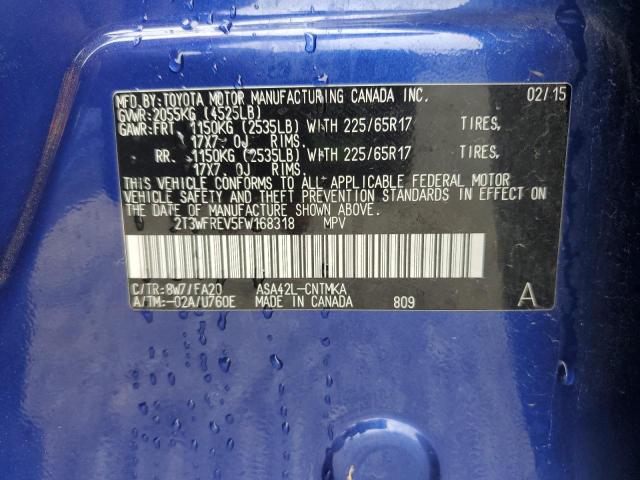 MFD.BY:TOYOTA MOTOR MANUFACTURING CANADA INC. 02/15
GVWR:2055KG (4525LB)
GAWR:FRT. 1150KG (2535LB) WITH 225/65R17 TIRES,
17X7.0J RIMS.
RR. 1150KG (2535LB) WITH 225/65R17 TIRES,
17X7.0J RIMS.
THIS VEHICLE CONFORMS TO ALL APPLICABLE FEDERAL MOTOR
VEHICLE SAFETY AND THEFT PREVENTION STANDARDS IN EFFECT ON
THE DATE OF MANUFACTURE SHOWN ABOVE.
2T3WFREV5FW168318 MPV
C/TR:8W7/FA20 ASA42L-CNTMKA
A/TM:-02A/U760E MADE IN CANADA 809 A